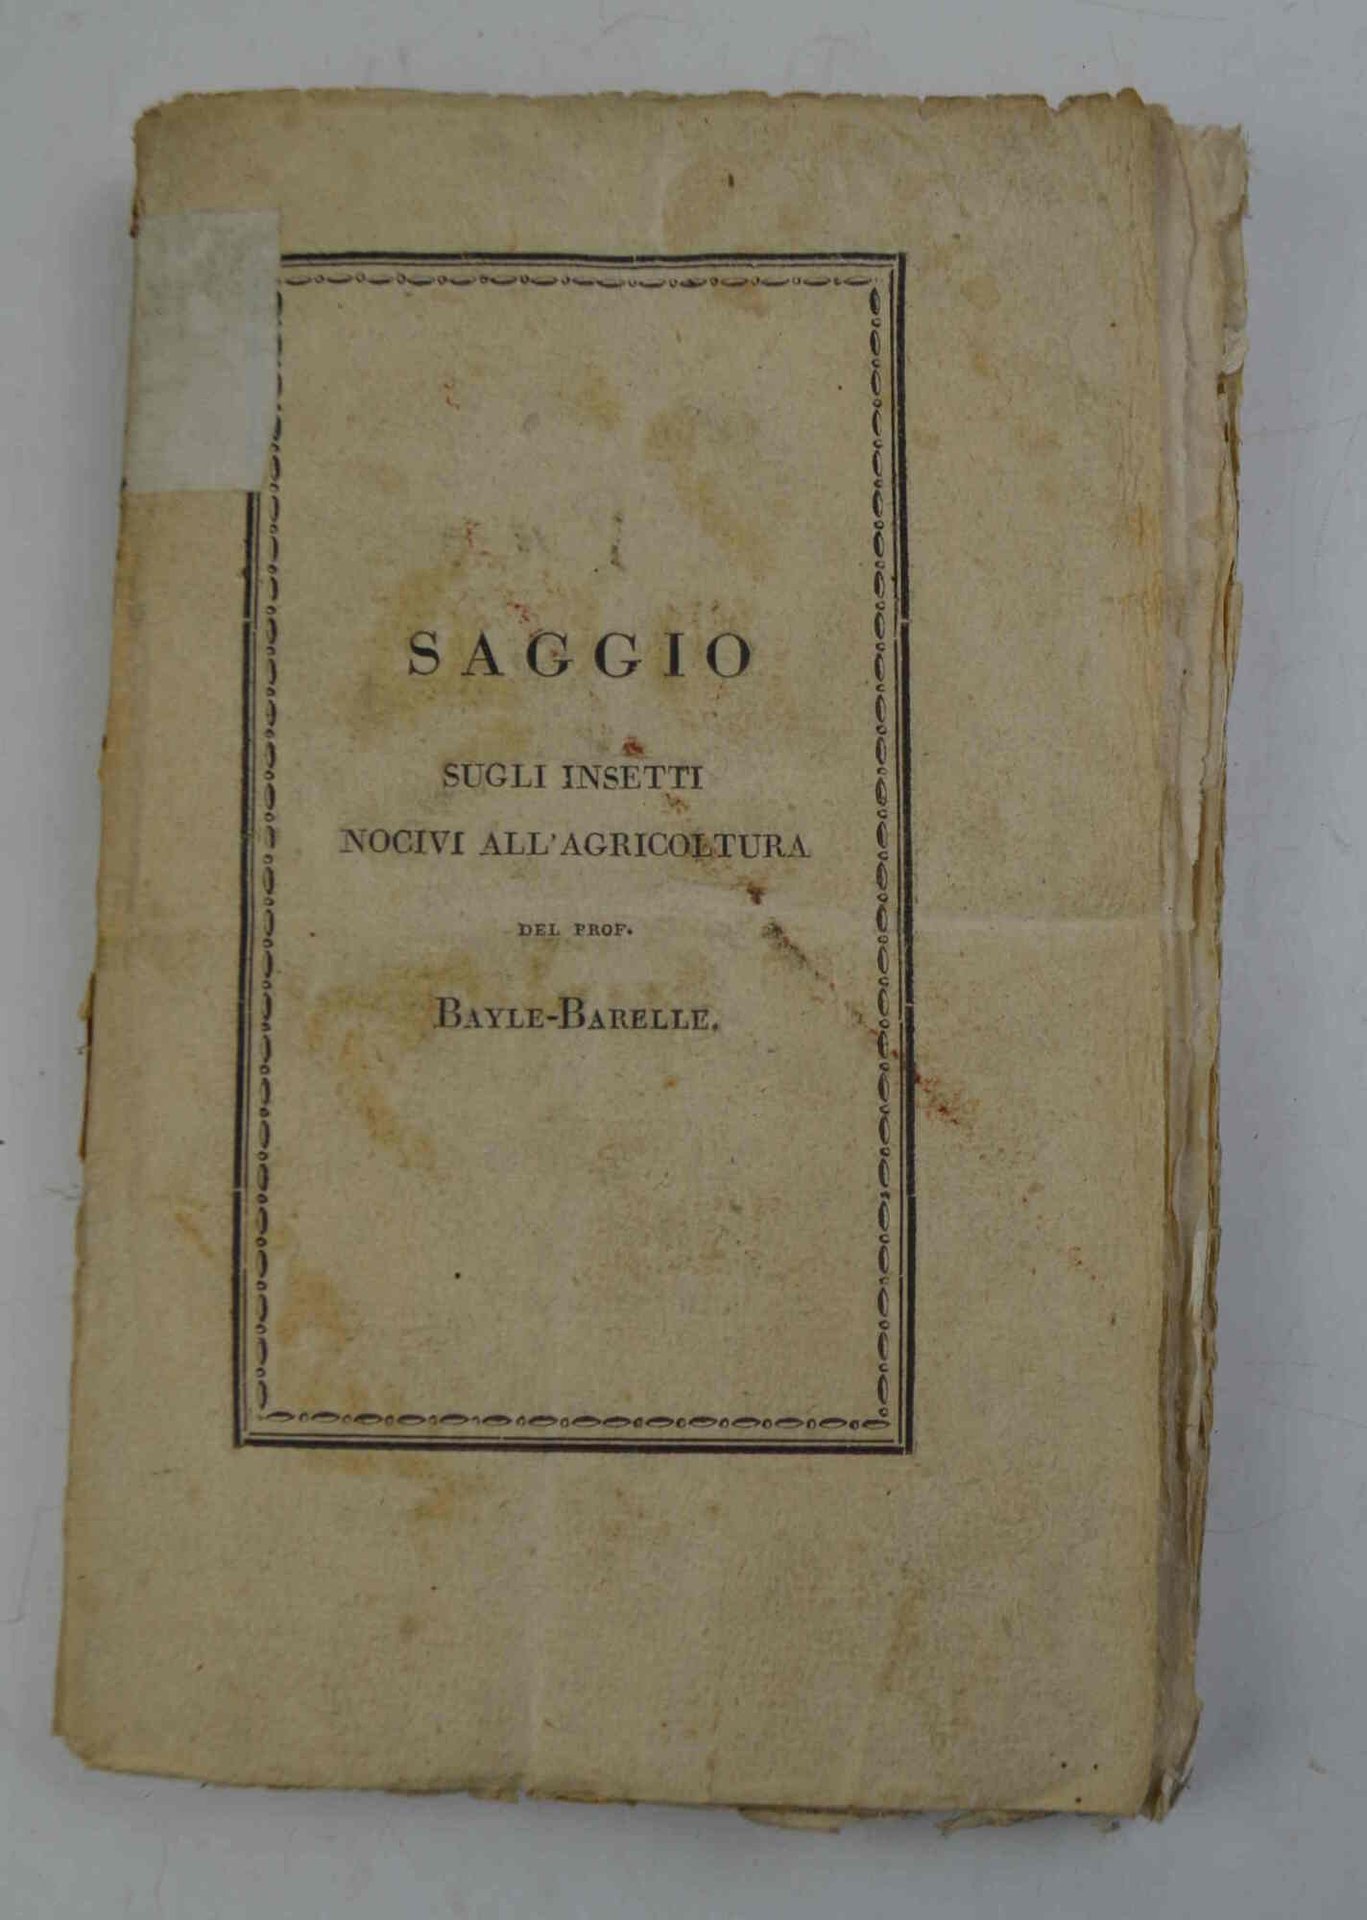 SAGGIO
SUGLI INSETTI
NOCIVI ALL'AGRICOLTURA
DEL PROF.
BAYLE-BARELLE.